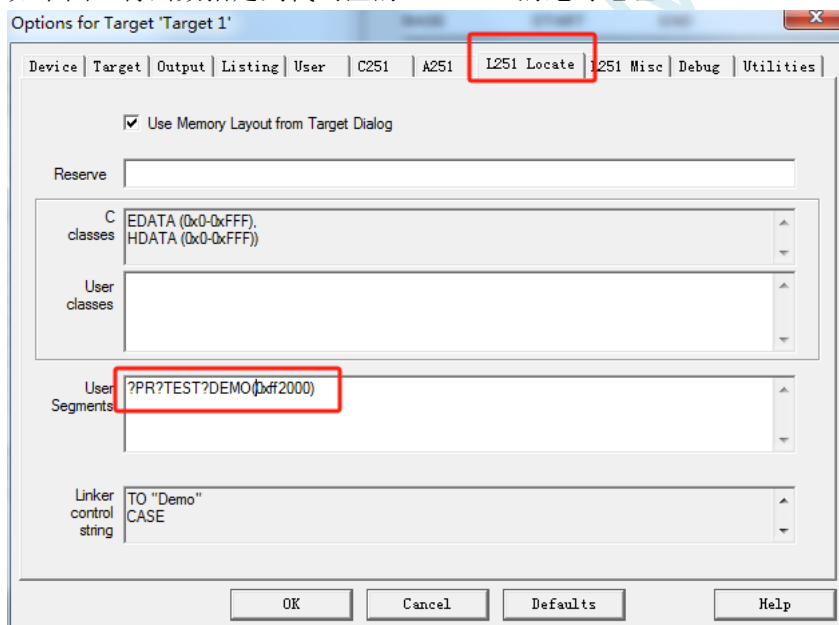 Options for Target 'Target 1'
Device Target Output Listing User C251 A251 L251 Locate L251 Misc Debug Utilities
Use Memory Layout from Target Dialog
Reserve
C classes
EDATA (0x0-0xFFF),
HDATA (0x0-0xFFF))
User classes
User Segments
?PR?TEST?DEMO(0xff2000)
Linker control string
TO "Demo"
CASE
OK Cancel Defaults Help